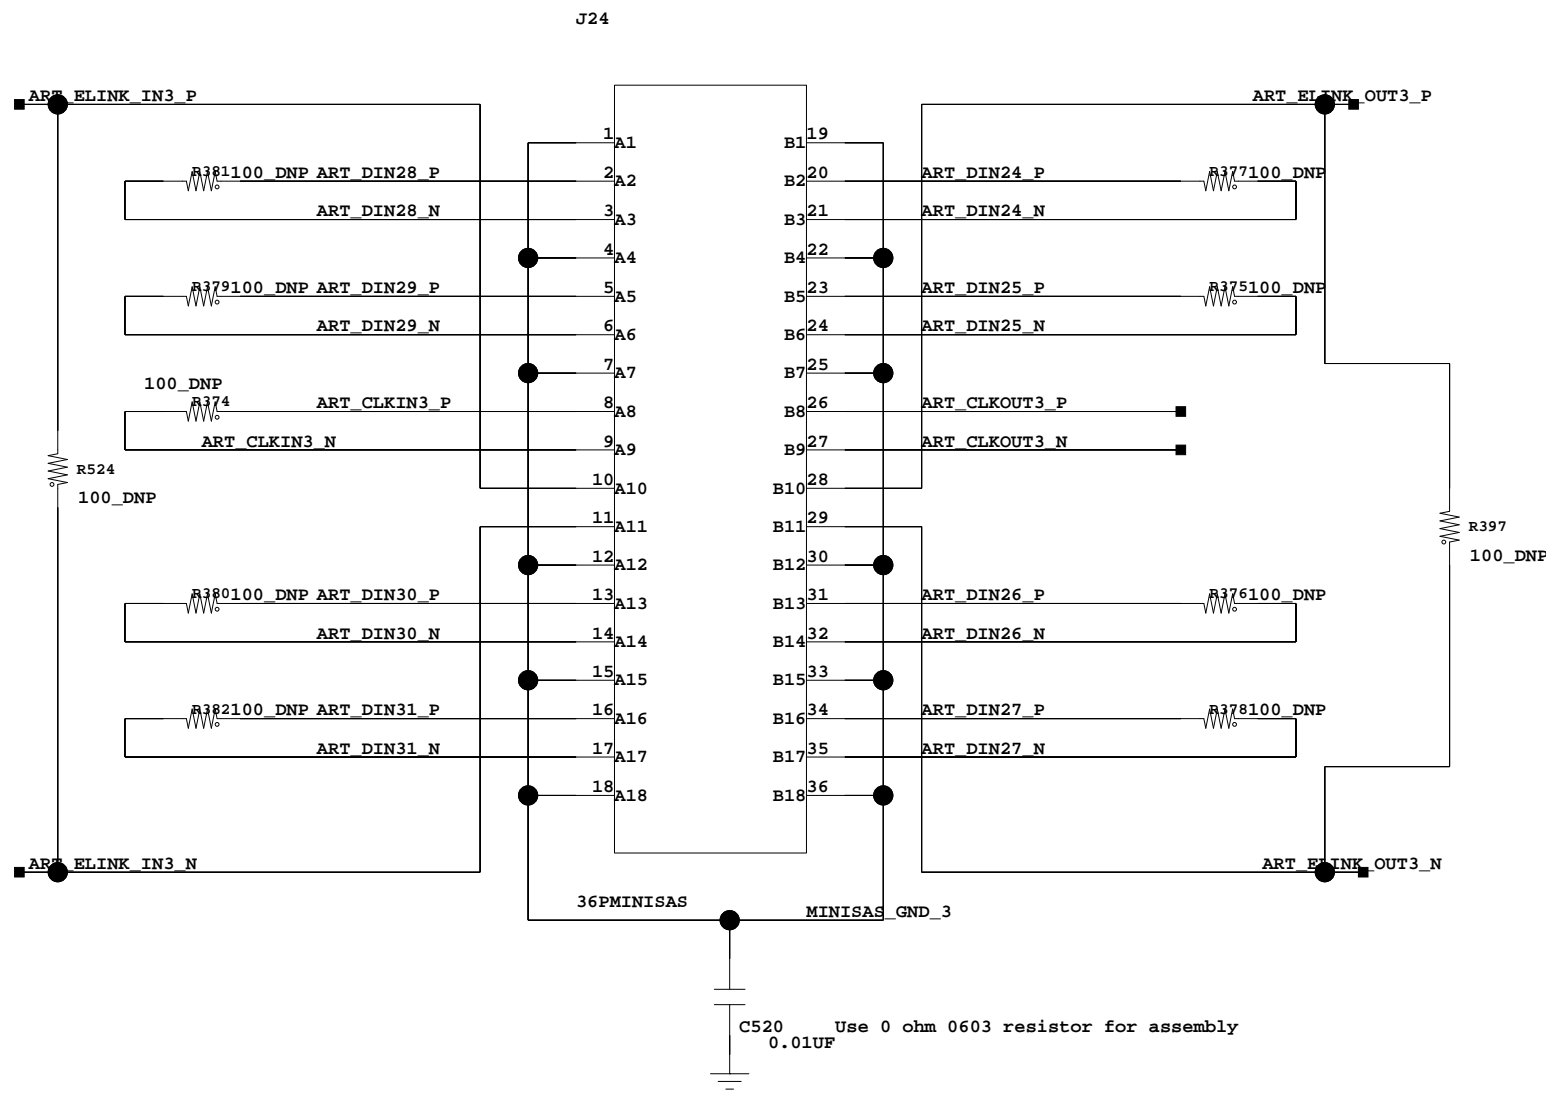 J24
ART_ELINK_IN3_P
ART_ELINK_OUT3_P
1 A1 B1 19
R381 100_DNP ART_DIN28_P 2 A2 B2 20 ART_DIN24_P R377 100_DNP
ART_DIN28_N 3 A3 B3 21 ART_DIN24_N
4 A4 B4 22
R379 100_DNP ART_DIN29_P 5 A5 B5 23 ART_DIN25_P R375 100_DNP
ART_DIN29_N 6 A6 B6 24 ART_DIN25_N
7 A7 B7 25
100_DNP
R374 ART_CLKIN3_P 8 A8 B8 26 ART_CLKOUT3_P
ART_CLKIN3_N 9 A9 B9 27 ART_CLKOUT3_N
R524
100_DNP
10 A10 B10 28
11 A11 B11 29
R397
100_DNP
12 A12 B12 30
R380 100_DNP ART_DIN30_P 13 A13 B13 31 ART_DIN26_P R376 100_DNP
ART_DIN30_N 14 A14 B14 32 ART_DIN26_N
15 A15 B15 33
R382 100_DNP ART_DIN31_P 16 A16 B16 34 ART_DIN27_P R378 100_DNP
ART_DIN31_N 17 A17 B17 35 ART_DIN27_N
18 A18 B18 36
ART_ELINK_IN3_N
ART_ELINK_OUT3_N
36PMINISAS
MINISAS_GND_3
C520 Use 0 ohm 0603 resistor for assembly
0.01UF